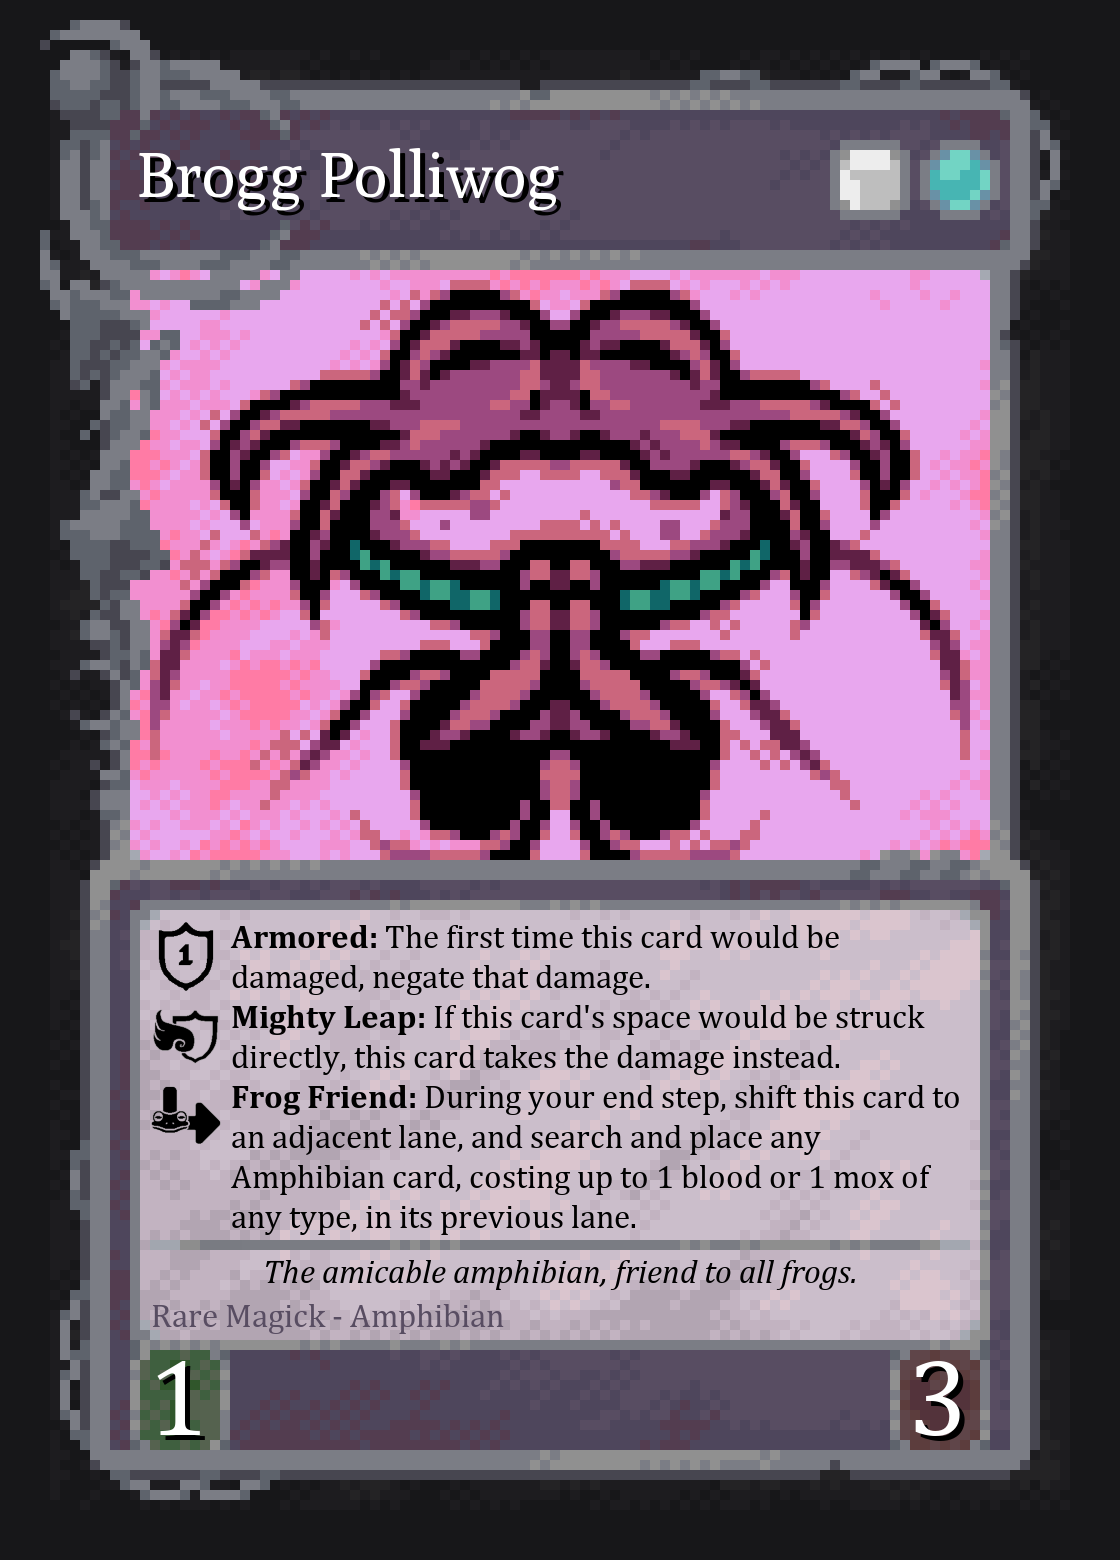 Brogg Polliwog
1
Armored: The first time this card would be
damaged, negate that damage.
Mighty Leap: If this card's space would be struck
directly, this card takes the damage instead.
Frog Friend: During your end step, shift this card to
an adjacent lane, and search and place any
Amphibian card, costing up to 1 blood or 1 mox of
any type, in its previous lane.
The amicable amphibian, friend to all frogs.
Rare Magick - Amphibian
1
3